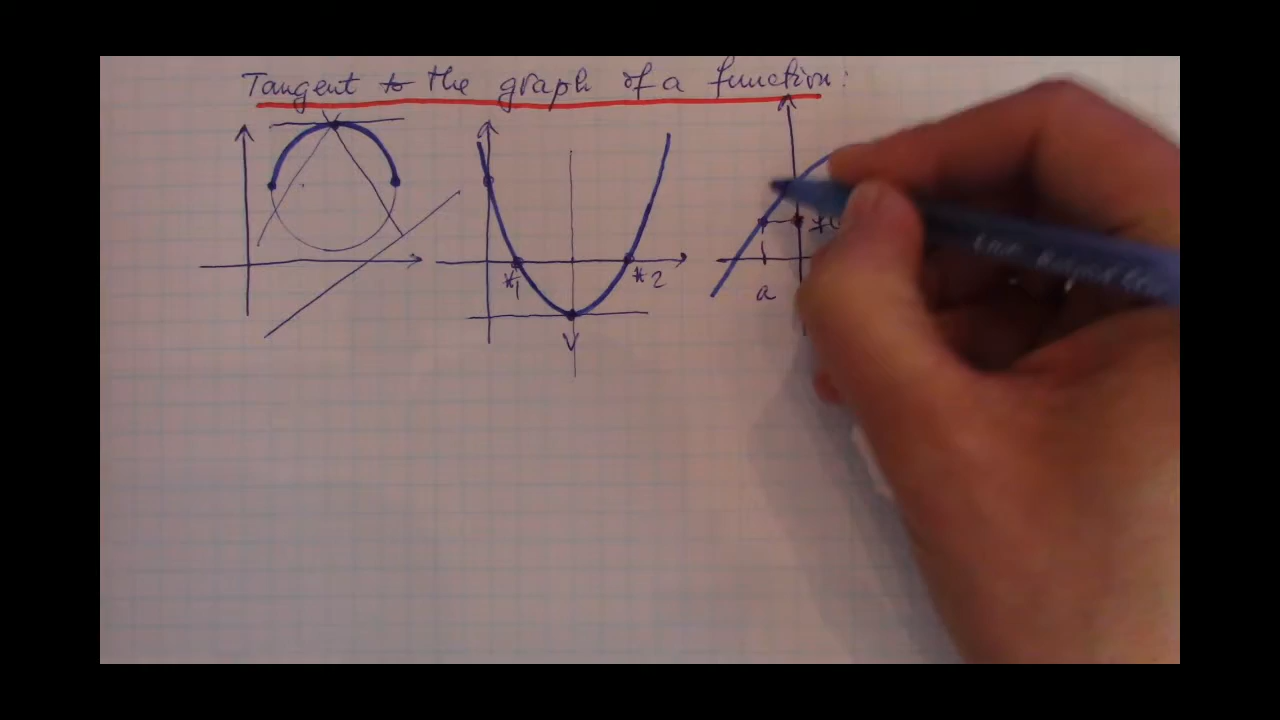 Tangent to the graph of a function:
x1
x2
V
a